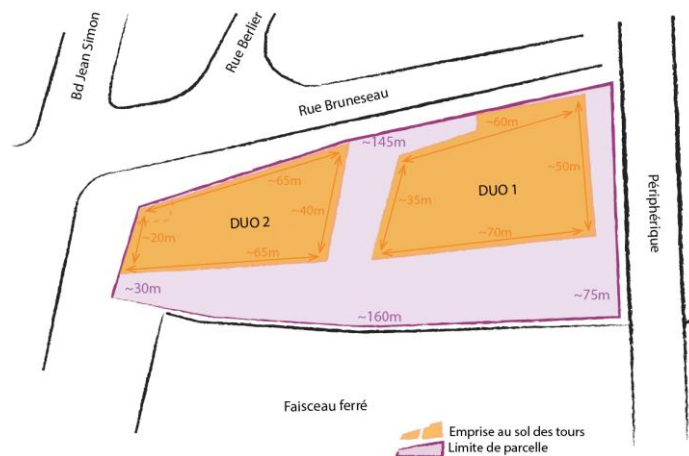 Bd Jean Simon
Rue Berlier
Rue Bruneseau
~145m
~60m
~65m
~50m
~35m
~40m
DUO 1
DUO 2
~20m
~70m
~65m
Périphérique
~30m
~75m
~160m
Faisceau ferré
Emprise au sol des tours
Limite de parcelle